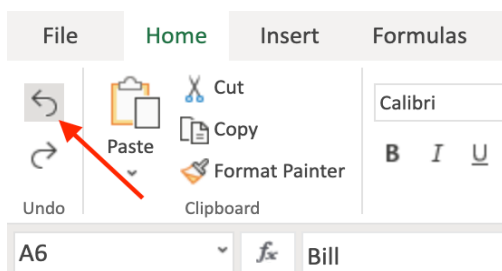 File Home Insert Formulas
Cut
Calibri
Copy
Paste
B I U
Format Painter
Undo Clipboard
A6 fx Bill